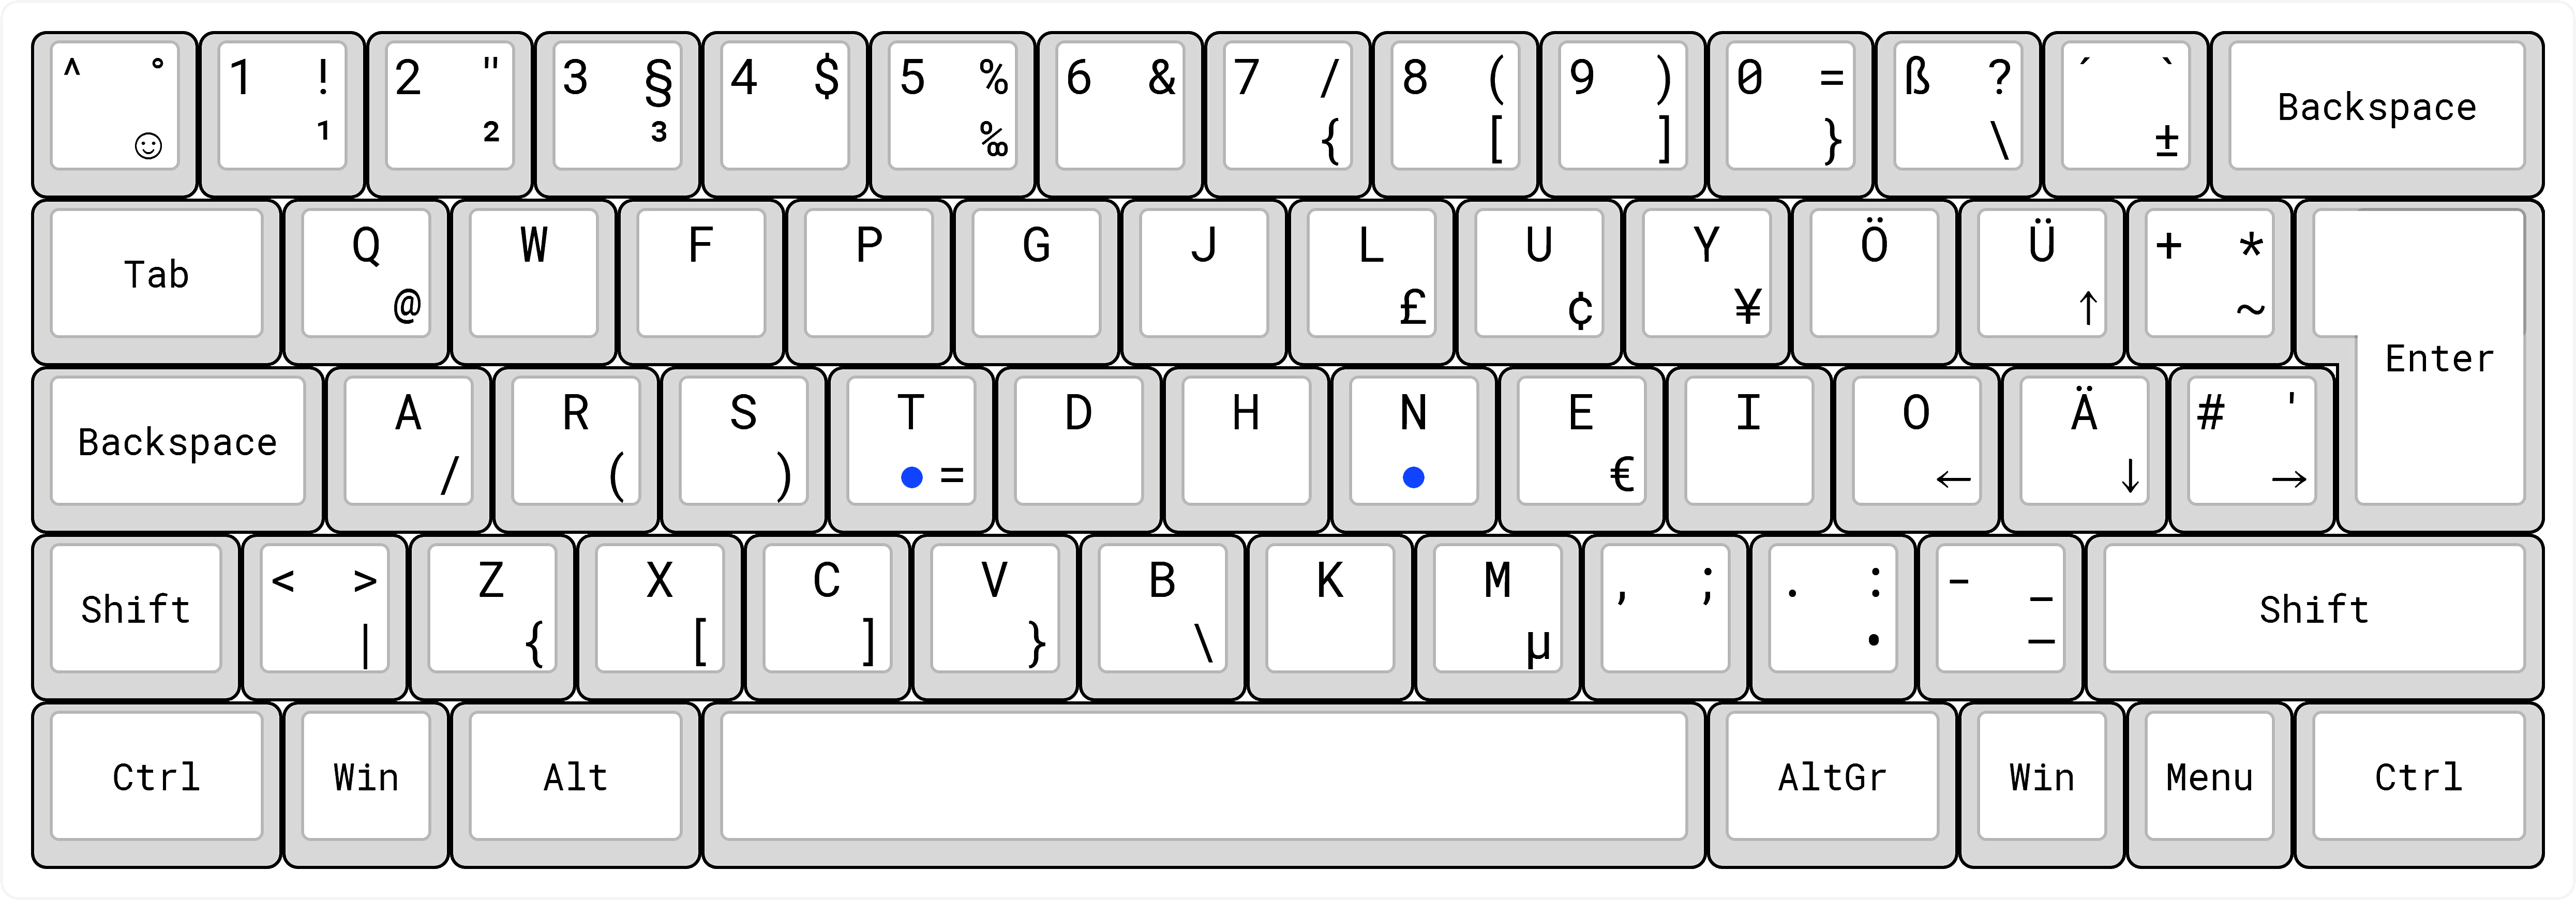 ^ ° ☺ 1 ! ¹ 2 " ² 3 § ³ 4 $ 5 % ‰ 6 & 7 / { 8 ( [ 9 ) ] 0 = } ß ? \ ´ ` ± Backspace
Tab Q @ W F P G J L £ U ¢ Y ¥ Ö Ü ↑ + * ~ Enter
Backspace A / R ( S ) T = D H N E € I O ← Ä ↓ # ' →
Shift < > | Z { X [ C ] V } B \ K M µ , ; . : • - _ – Shift
Ctrl Win Alt AltGr Win Menu Ctrl